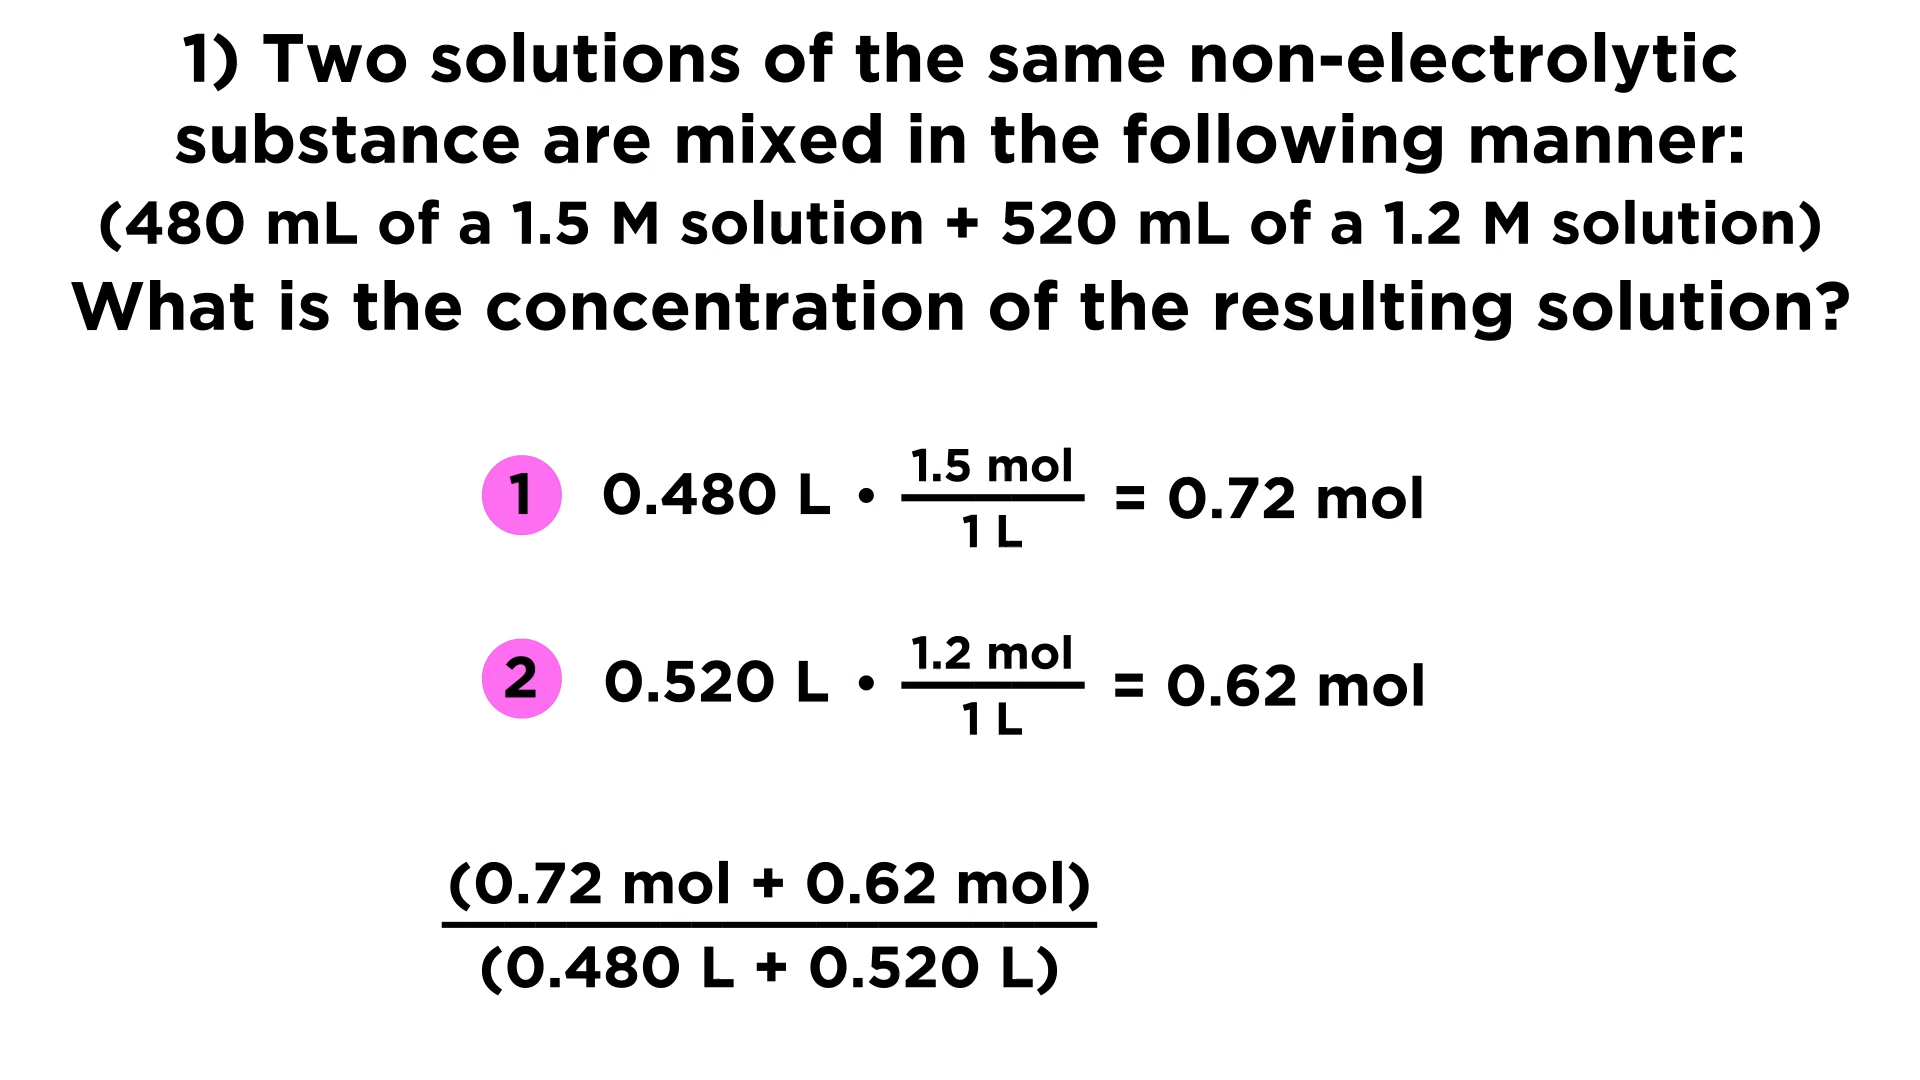 1) Two solutions of the same non-electrolytic
substance are mixed in the following manner:
(480 mL of a 1.5 M solution + 520 mL of a 1.2 M solution)
What is the concentration of the resulting solution?
1 0.480 L • 1.5 mol / 1 L = 0.72 mol
2 0.520 L • 1.2 mol / 1 L = 0.62 mol
(0.72 mol + 0.62 mol)
(0.480 L + 0.520 L)